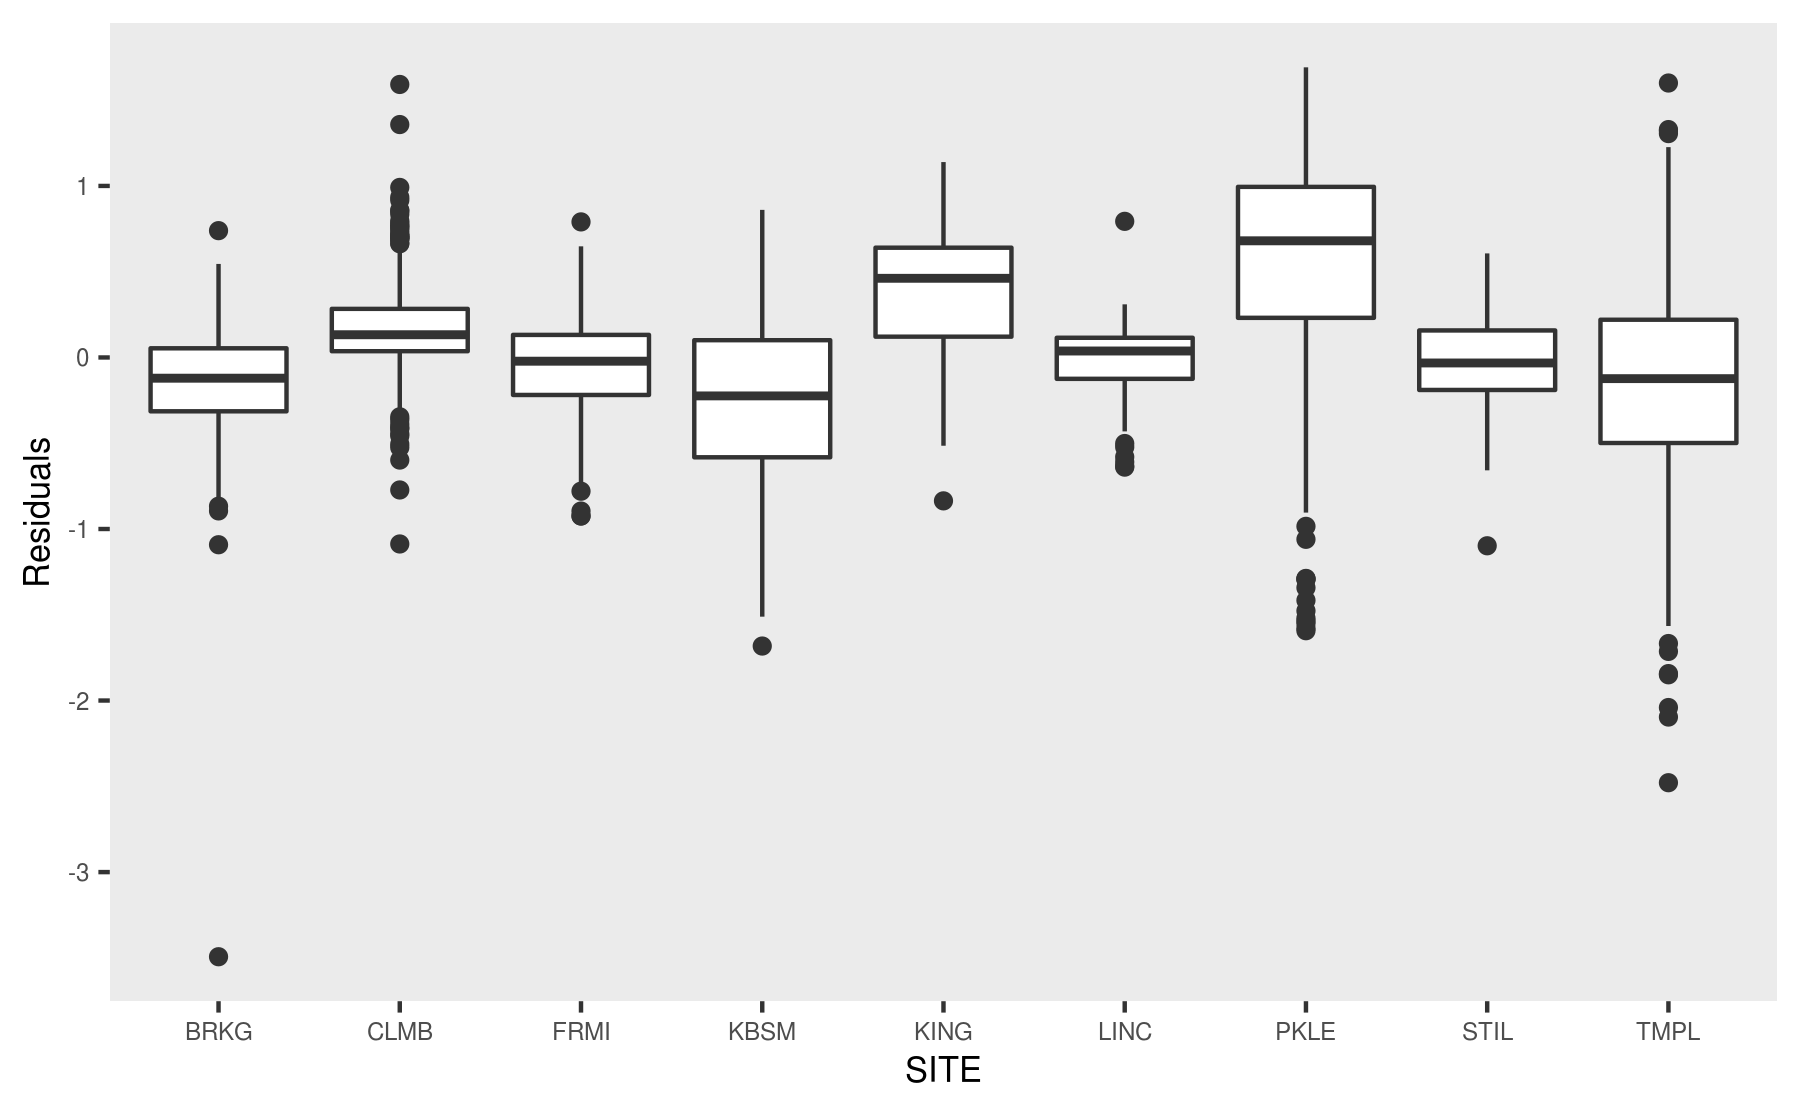 Residuals
1
0
-1
-2
-3
BRKG CLMB FRMI KBSM KING LINC PKLE STIL TMPL
SITE